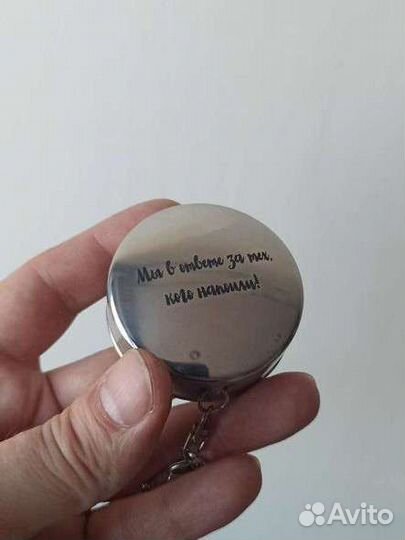 Мы в ответе за тех,
кого напоили!
Avito